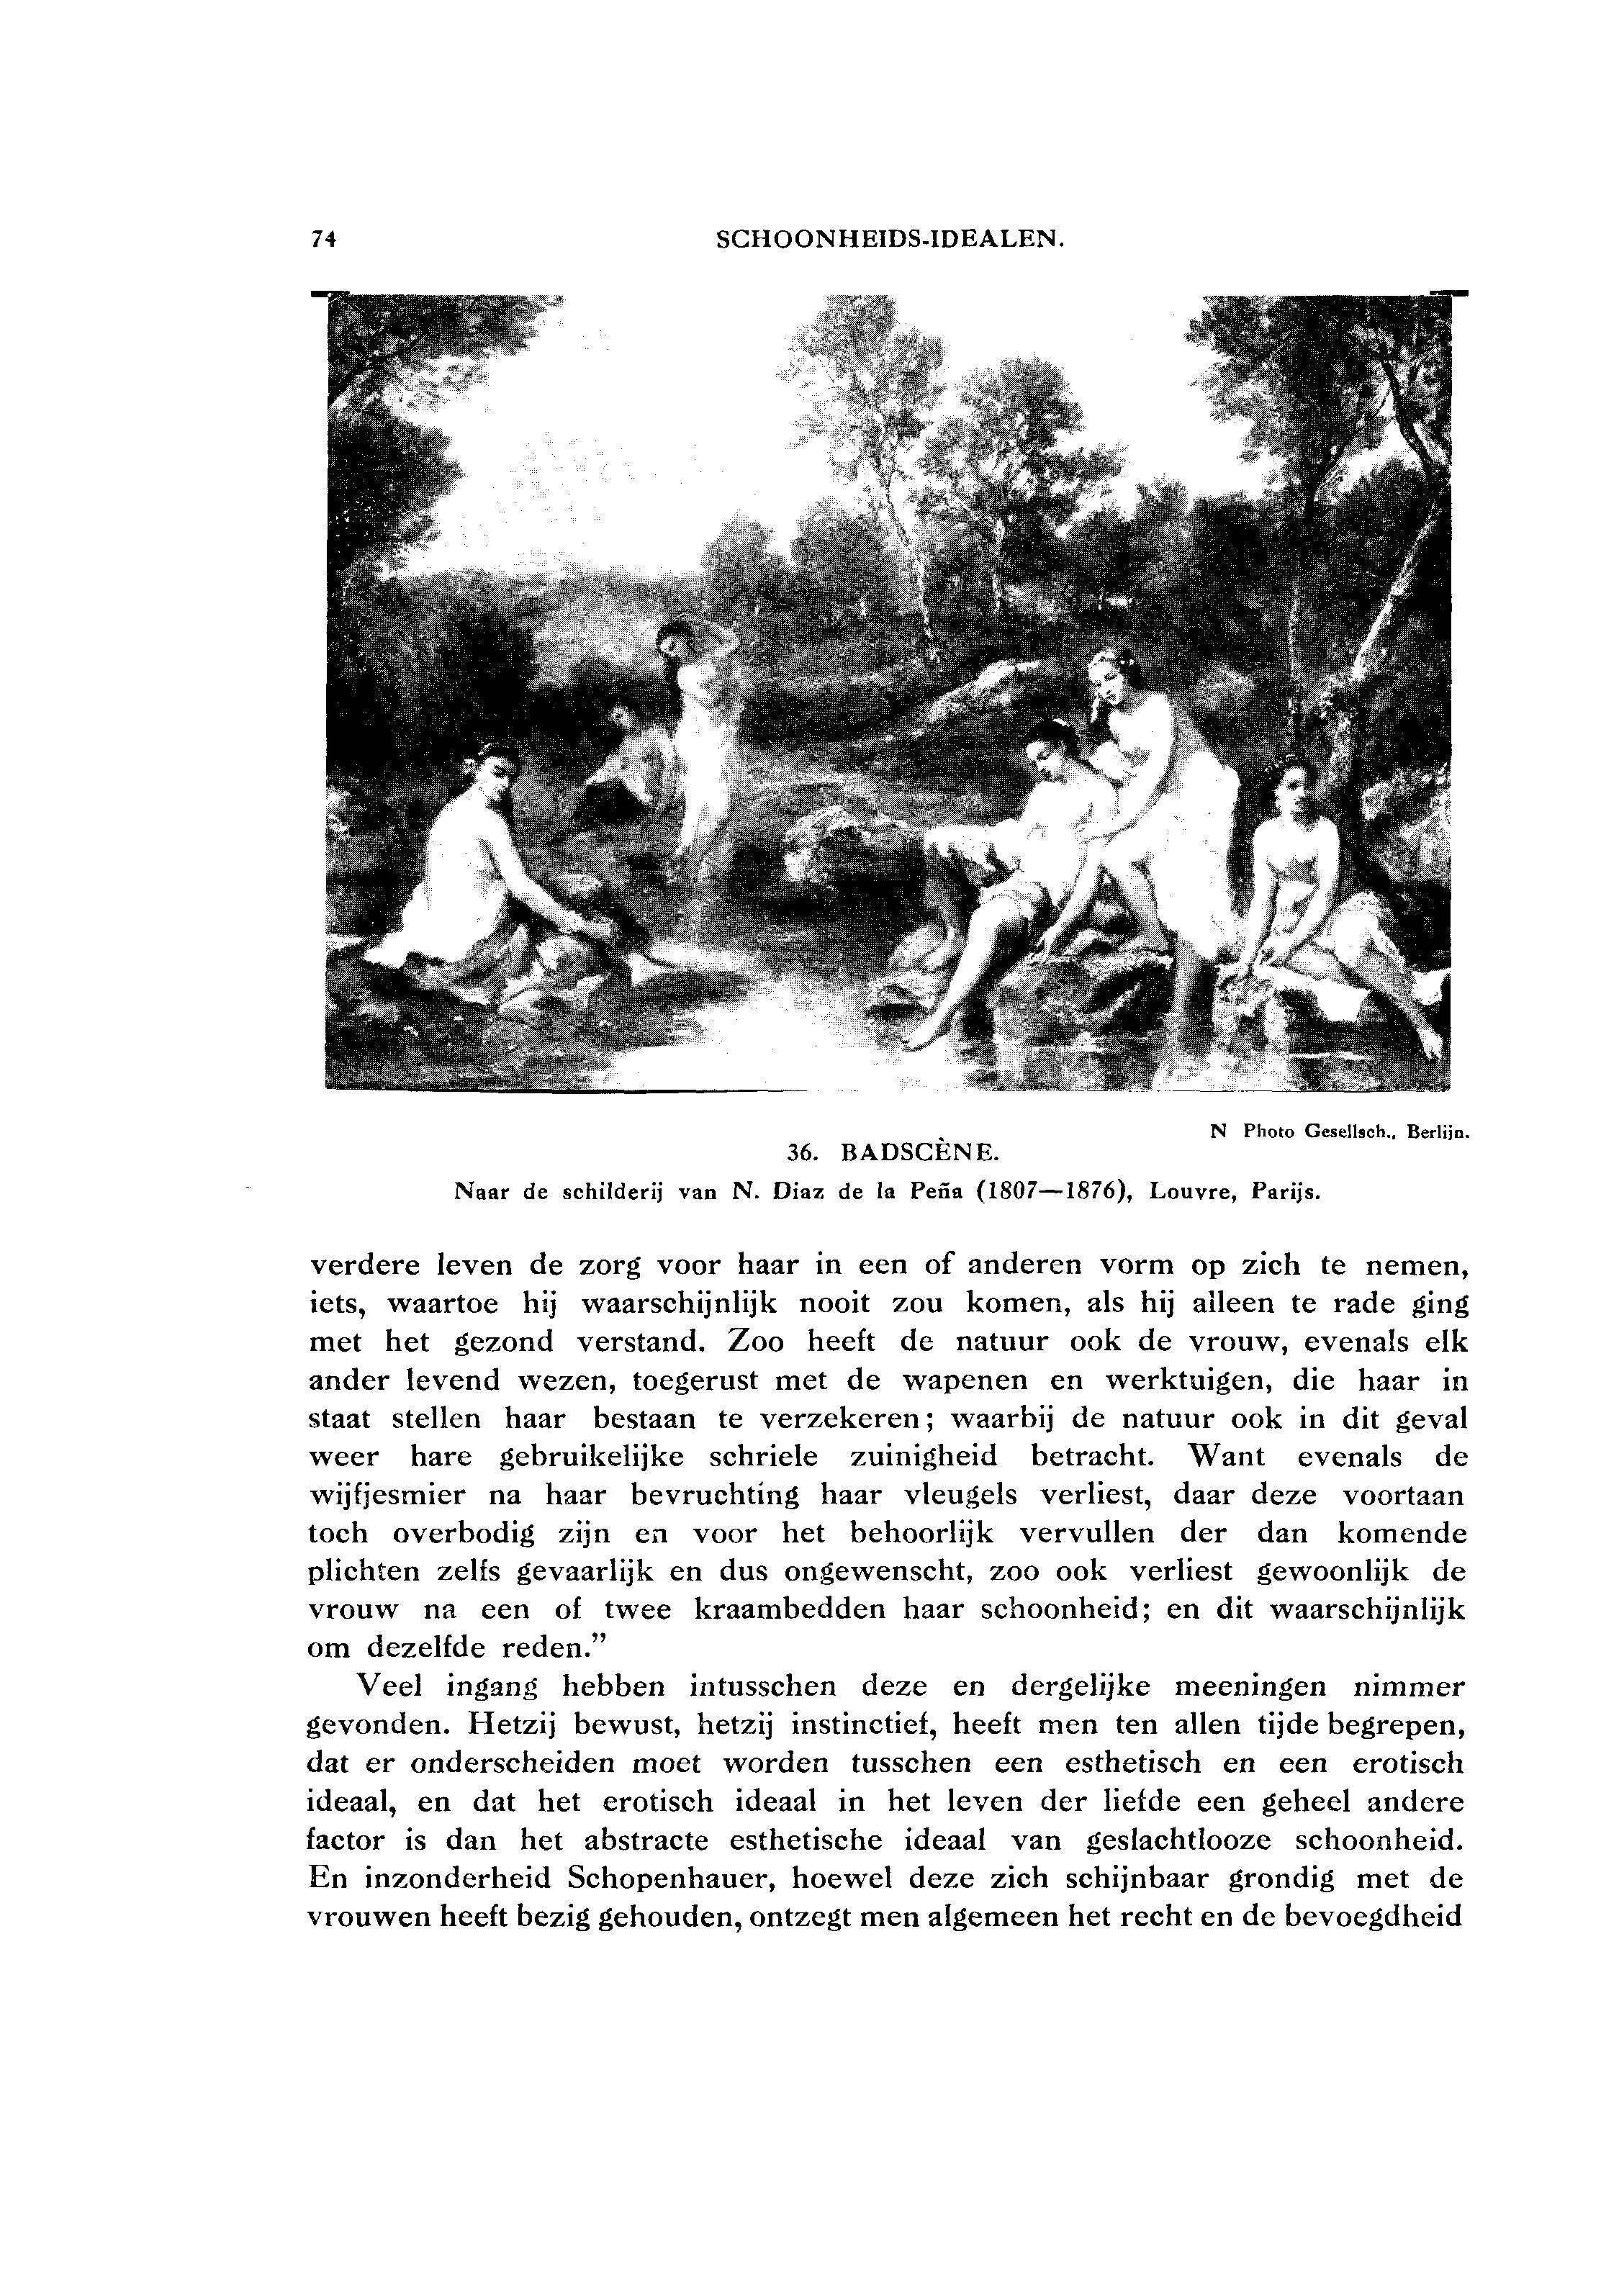 74
SCHOONHEIDS-IDEALEN.
N Photo Gesellsch., Berlijn.
36. BADSCÈNE.
Naar de schilderij van N. Diaz de la Peña (1807—1876), Louvre, Parijs.
verdere leven de zorg voor haar in een of anderen vorm op zich te nemen,
iets, waartoe hij waarschijnlijk nooit zou komen, als hij alleen te rade ging
met het gezond verstand. Zoo heeft de natuur ook de vrouw, evenals elk
ander levend wezen, toegerust met de wapenen en werktuigen, die haar in
staat stellen haar bestaan te verzekeren; waarbij de natuur ook in dit geval
weer hare gebruikelijke schriele zuinigheid betracht. Want evenals de
wijfjesmier na haar bevruchting haar vleugels verliest, daar deze voortaan
toch overbodig zijn en voor het behoorlijk vervullen der dan komende
plichten zelfs gevaarlijk en dus ongewenscht, zoo ook verliest gewoonlijk de
vrouw na een of twee kraambedden haar schoonheid; en dit waarschijnlijk
om dezelfde reden.”
Veel ingang hebben intusschen deze en dergelijke meeningen nimmer
gevonden. Hetzij bewust, hetzij instinctief, heeft men ten allen tijde begrepen,
dat er onderscheiden moet worden tusschen een esthetisch en een erotisch
ideaal, en dat het erotisch ideaal in het leven der liefde een geheel andere
factor is dan het abstracte esthetische ideaal van geslachtlooze schoonheid.
En inzonderheid Schopenhauer, hoewel deze zich schijnbaar grondig met de
vrouwen heeft bezig gehouden, ontzegt men algemeen het recht en de bevoegdheid